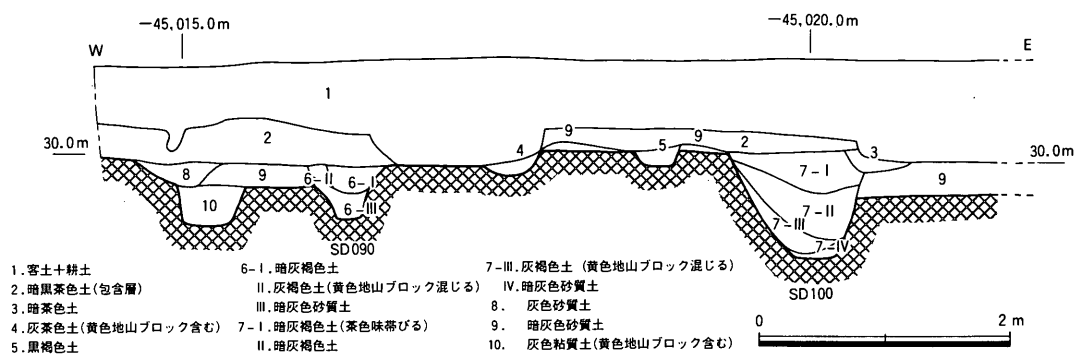 −45,015.0m
−45,020.0m
W
E
1
2
9
9
2
3
30.0m
4
5
30.0m
8
9
6-Ⅱ
6-Ⅰ
7-Ⅰ
9
10
6-Ⅲ
7-Ⅱ
7-Ⅲ
7-Ⅳ
SD090
SD100
1.客土+耕土
2.暗黒茶色土(包含層)
3.暗茶色土
4.灰茶色土(黄色地山ブロック含む)
5.黒褐色土
6-Ⅰ.暗灰褐色土
Ⅱ.灰褐色土(黄色地山ブロック混じる)
Ⅲ.暗灰色砂質土
7-Ⅰ.暗灰褐色土(茶色味帯びる)
Ⅱ.暗灰褐色土
7-Ⅲ.灰褐色土(黄色地山ブロック混じる)
Ⅳ.暗灰色砂質土
8. 灰色砂質土
9. 暗灰色砂質土
10. 灰色粘質土(黄色地山ブロック含む)
0
2 m